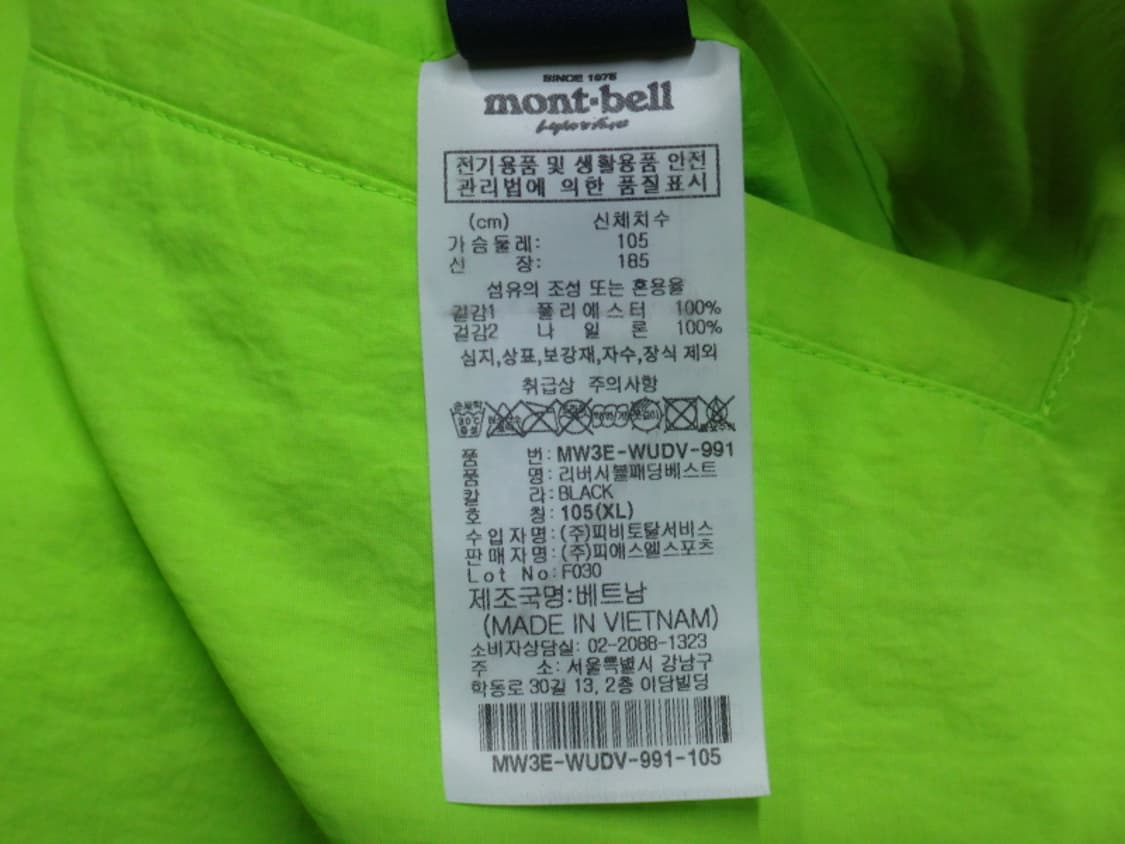 SINCE 1975
mont-bell
전기용품 및 생활용품 안전
관리법에 의한 품질표시
(cm) 신체치수
가슴둘레: 105
신 장: 185
섬유의 조성 또는 혼용율
겉감1 폴리에스터 100%
겉감2 나 일 론 100%
심지,상표,보강재,자수,장식 제외
취급상 주의사항
품 번: MW3E-WUDV-991
품 명: 리버시블패딩베스트
칼 라: BLACK
호 칭: 105(XL)
수입자명: (주)피비토탈서비스
판매자명: (주)피에스엘스포츠
Lot No: F030
제조국명:베트남
(MADE IN VIETNAM)
소비자상담실: 02-2088-1323
주 소: 서울특별시 강남구
학동로 30길 13, 2층 이담빌딩
MW3E-WUDV-991-105